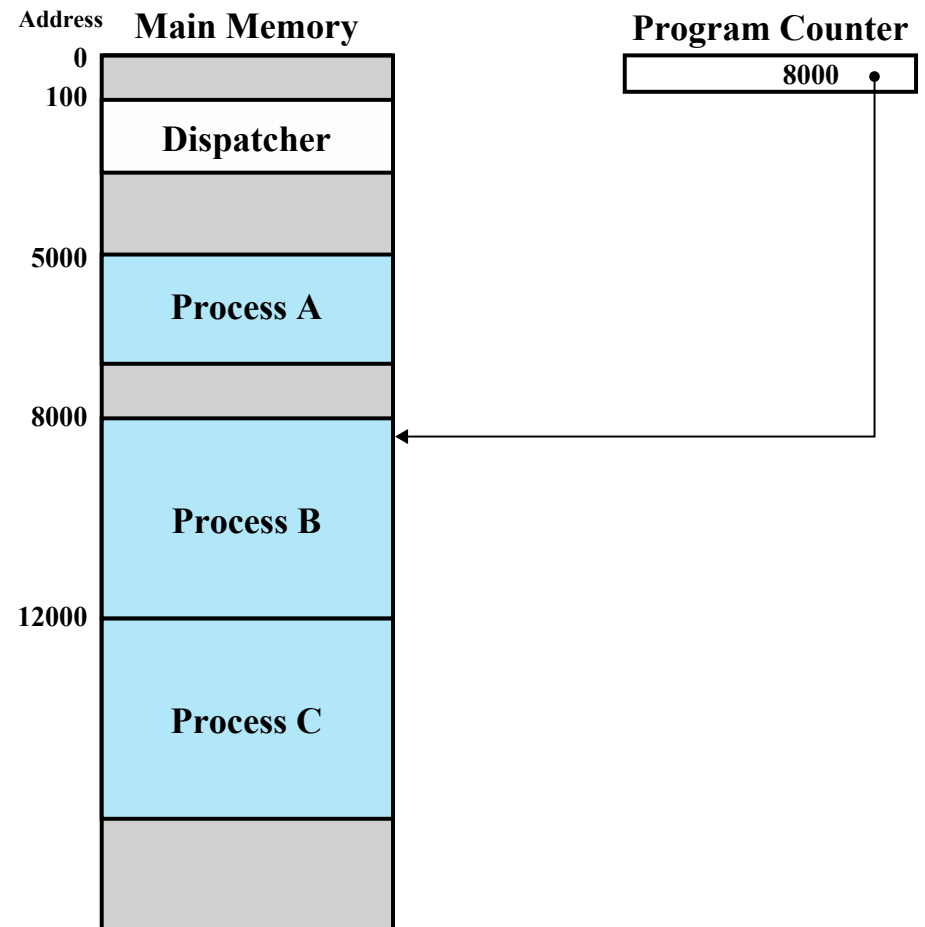 Address
Main Memory
Program Counter
0
8000
100
Dispatcher
5000
Process A
8000
Process B
12000
Process C